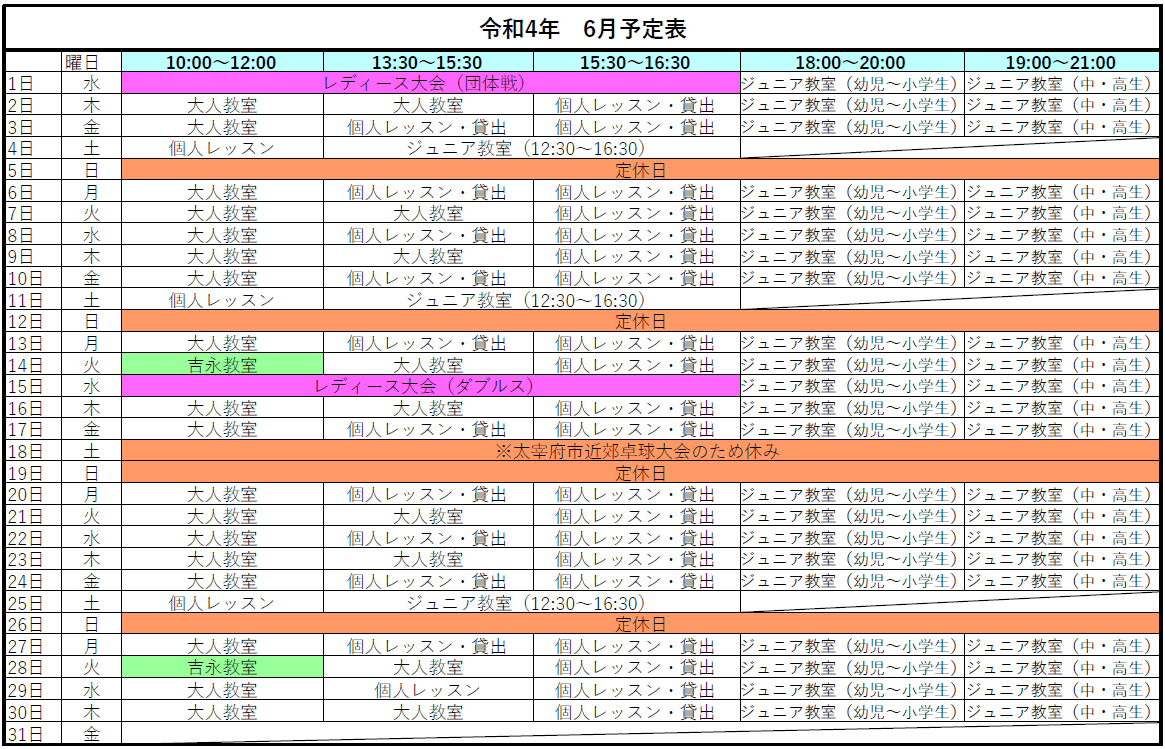 令和4年　6月予定表
曜日 10:00～12:00 13:30～15:30 15:30～16:30 18:00～20:00 19:00～21:00
1日 水 レディース大会（団体戦） ジュニア教室（幼児～小学生） ジュニア教室（中・高生）
2日 木 大人教室 大人教室 個人レッスン・貸出 ジュニア教室（幼児～小学生） ジュニア教室（中・高生）
3日 金 大人教室 個人レッスン・貸出 個人レッスン・貸出 ジュニア教室（幼児～小学生） ジュニア教室（中・高生）
4日 土 個人レッスン ジュニア教室（12:30～16:30）
5日 日 定休日
6日 月 大人教室 個人レッスン・貸出 個人レッスン・貸出 ジュニア教室（幼児～小学生） ジュニア教室（中・高生）
7日 火 大人教室 大人教室 個人レッスン・貸出 ジュニア教室（幼児～小学生） ジュニア教室（中・高生）
8日 水 大人教室 個人レッスン・貸出 個人レッスン・貸出 ジュニア教室（幼児～小学生） ジュニア教室（中・高生）
9日 木 大人教室 大人教室 個人レッスン・貸出 ジュニア教室（幼児～小学生） ジュニア教室（中・高生）
10日 金 大人教室 個人レッスン・貸出 個人レッスン・貸出 ジュニア教室（幼児～小学生） ジュニア教室（中・高生）
11日 土 個人レッスン ジュニア教室（12:30～16:30）
12日 日 定休日
13日 月 大人教室 個人レッスン・貸出 個人レッスン・貸出 ジュニア教室（幼児～小学生） ジュニア教室（中・高生）
14日 火 吉永教室 大人教室 個人レッスン・貸出 ジュニア教室（幼児～小学生） ジュニア教室（中・高生）
15日 水 レディース大会（ダブルス） ジュニア教室（幼児～小学生） ジュニア教室（中・高生）
16日 木 大人教室 大人教室 個人レッスン・貸出 ジュニア教室（幼児～小学生） ジュニア教室（中・高生）
17日 金 大人教室 個人レッスン・貸出 個人レッスン・貸出 ジュニア教室（幼児～小学生） ジュニア教室（中・高生）
18日 土 ※太宰府市近郊卓球大会のため休み
19日 日 定休日
20日 月 大人教室 個人レッスン・貸出 個人レッスン・貸出 ジュニア教室（幼児～小学生） ジュニア教室（中・高生）
21日 火 大人教室 大人教室 個人レッスン・貸出 ジュニア教室（幼児～小学生） ジュニア教室（中・高生）
22日 水 大人教室 個人レッスン・貸出 個人レッスン・貸出 ジュニア教室（幼児～小学生） ジュニア教室（中・高生）
23日 木 大人教室 大人教室 個人レッスン・貸出 ジュニア教室（幼児～小学生） ジュニア教室（中・高生）
24日 金 大人教室 個人レッスン・貸出 個人レッスン・貸出 ジュニア教室（幼児～小学生） ジュニア教室（中・高生）
25日 土 個人レッスン ジュニア教室（12:30～16:30）
26日 日 定休日
27日 月 大人教室 個人レッスン・貸出 個人レッスン・貸出 ジュニア教室（幼児～小学生） ジュニア教室（中・高生）
28日 火 吉永教室 大人教室 個人レッスン・貸出 ジュニア教室（幼児～小学生） ジュニア教室（中・高生）
29日 水 大人教室 個人レッスン 個人レッスン・貸出 ジュニア教室（幼児～小学生） ジュニア教室（中・高生）
30日 木 大人教室 大人教室 個人レッスン・貸出 ジュニア教室（幼児～小学生） ジュニア教室（中・高生）
31日 金